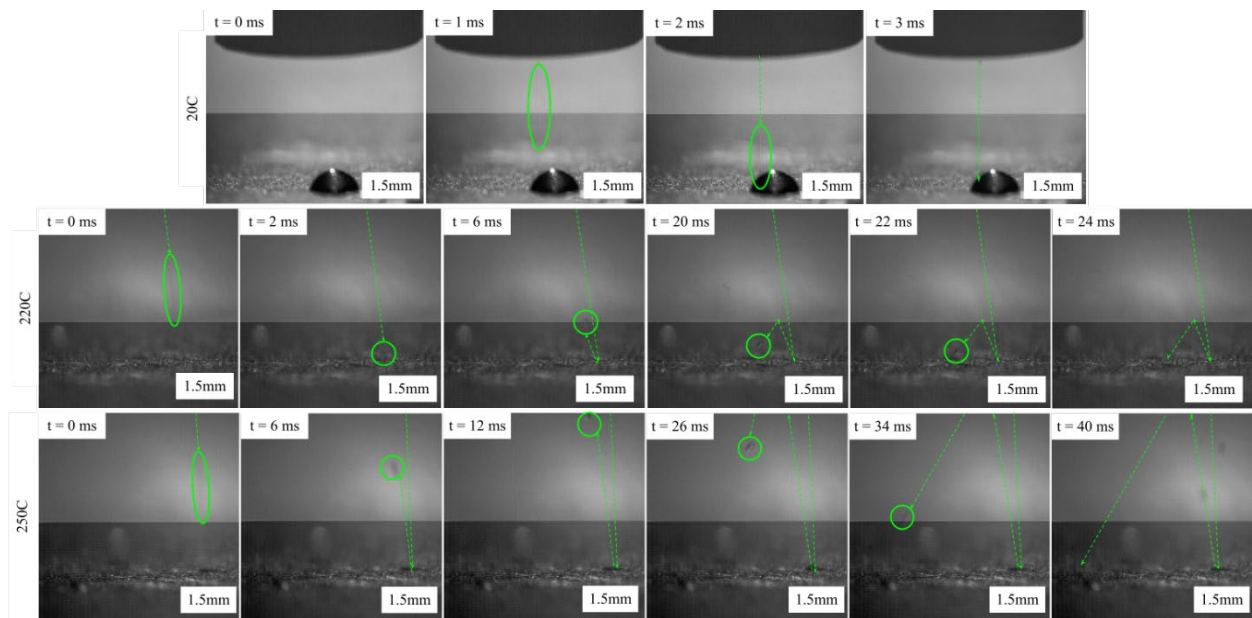 20C
t = 0 ms
t = 1 ms
t = 2 ms
t = 3 ms
1.5mm
1.5mm
1.5mm
1.5mm
220C
t = 0 ms
t = 2 ms
t = 6 ms
t = 20 ms
t = 22 ms
t = 24 ms
1.5mm
1.5mm
1.5mm
1.5mm
1.5mm
1.5mm
250C
t = 0 ms
t = 6 ms
t = 12 ms
t = 26 ms
t = 34 ms
t = 40 ms
1.5mm
1.5mm
1.5mm
1.5mm
1.5mm
1.5mm